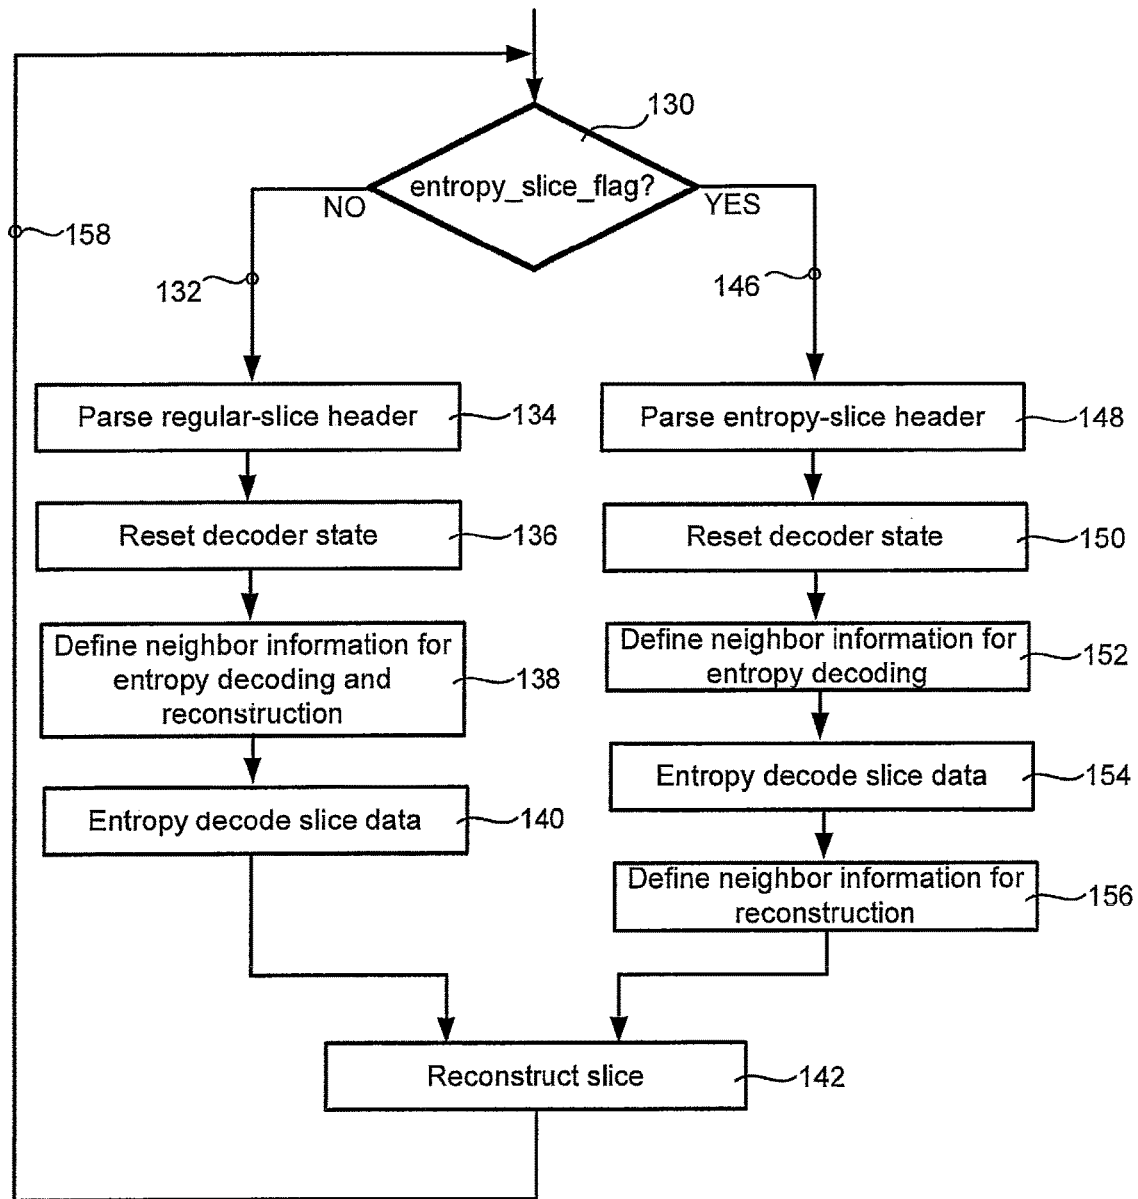 130
entropy_slice_flag?
NO
YES
158
132
146
Parse regular-slice header
134
Parse entropy-slice header
148
Reset decoder state
136
Reset decoder state
150
Define neighbor information for
entropy decoding and
reconstruction
138
Define neighbor information for
entropy decoding
152
Entropy decode slice data
140
Entropy decode slice data
154
Define neighbor information for
reconstruction
156
Reconstruct slice
142